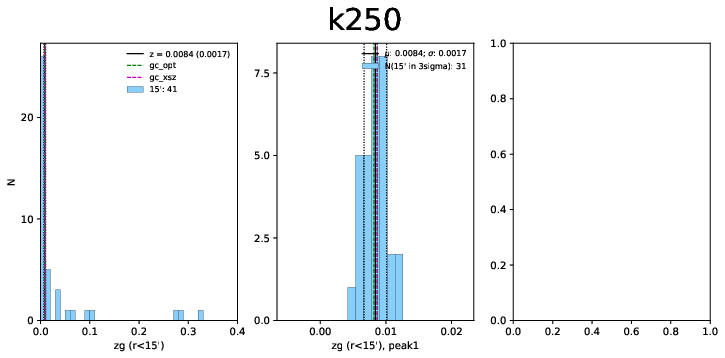 k250
z = 0.0084 (0.0017)
gc_opt
gc_xsz
15': 41
N
0
10
20
0.0 0.1 0.2 0.3 0.4
zg (r<15')
μ: 0.0084; σ: 0.0017
N(15' in 3sigma): 31
0.0
2.5
5.0
7.5
0.00 0.01 0.02
zg (r<15'), peak1
1.0
0.8
0.6
0.4
0.2
0.0
0.0 0.2 0.4 0.6 0.8 1.0